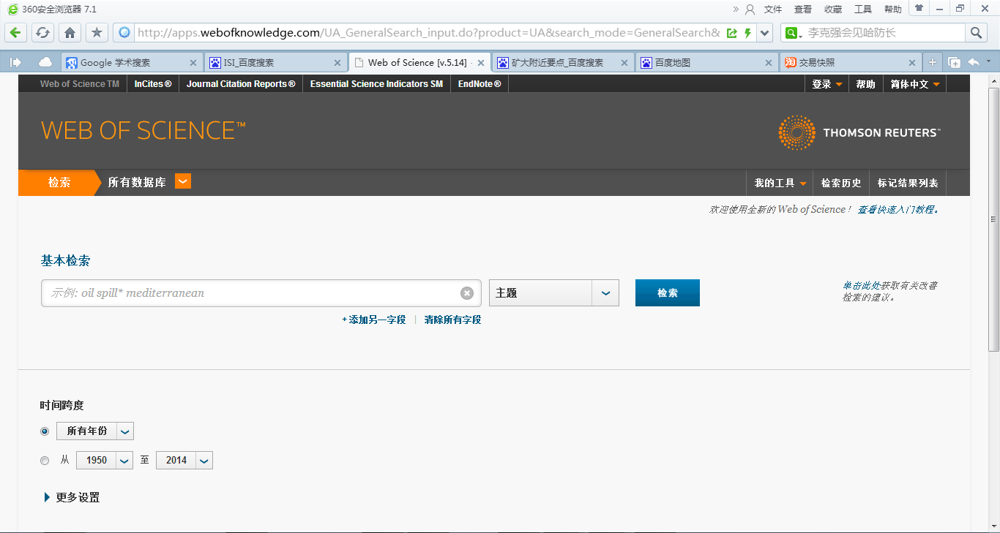 360安全浏览器 7.1
» 文件 查看 收藏 工具 帮助
http://apps.webofknowledge.com/UA_GeneralSearch_input.do?product=UA&search_mode=GeneralSearch& 李克强会见哈防长
Google 学术搜索 ISI_百度搜索 Web of Science [v.5.14] - 矿大附近要点_百度搜索 百度地图 淘 交易快照
Web of Science TM InCites® Journal Citation Reports® Essential Science Indicators SM EndNote® 登录 帮助 简体中文
WEB OF SCIENCE™ THOMSON REUTERS™
检索 所有数据库 我的工具 检索历史 标记结果列表
欢迎使用全新的 Web of Science！ 查看快速入门教程。
基本检索
示例: oil spill* mediterranean 主题 检索 单击此处获取有关改善
检索的建议。
+ 添加另一字段 | 清除所有字段
时间跨度
所有年份
从 1950 至 2014
更多设置